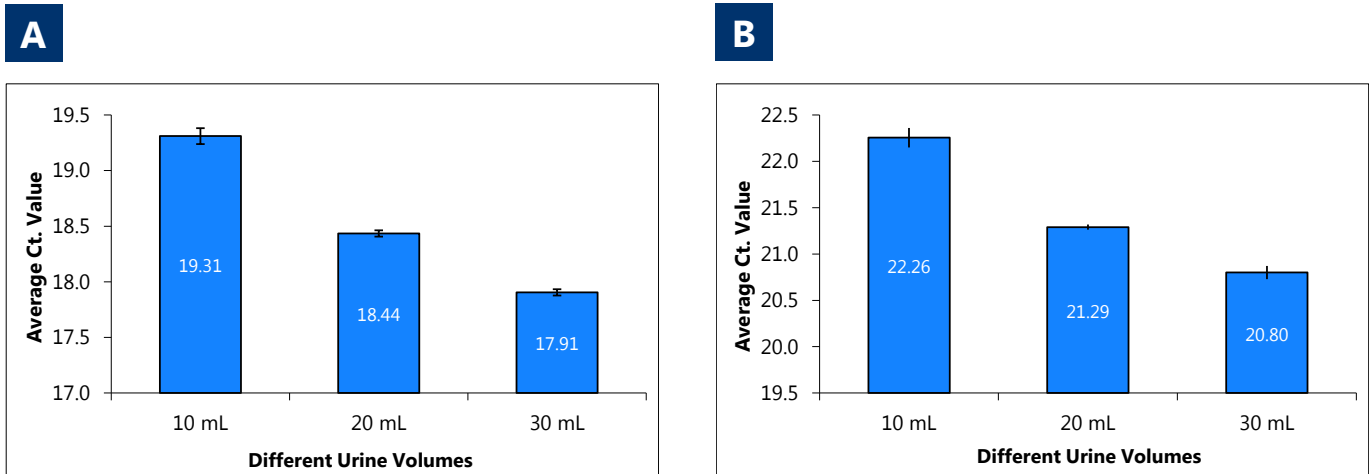 A
Average Ct. Value
19.5
19.0
18.5
18.0
17.5
17.0
19.31
18.44
17.91
10 mL
20 mL
30 mL
Different Urine Volumes
B
Average Ct. Value
22.5
22.0
21.5
21.0
20.5
20.0
19.5
22.26
21.29
20.80
10 mL
20 mL
30 mL
Different Urine Volumes